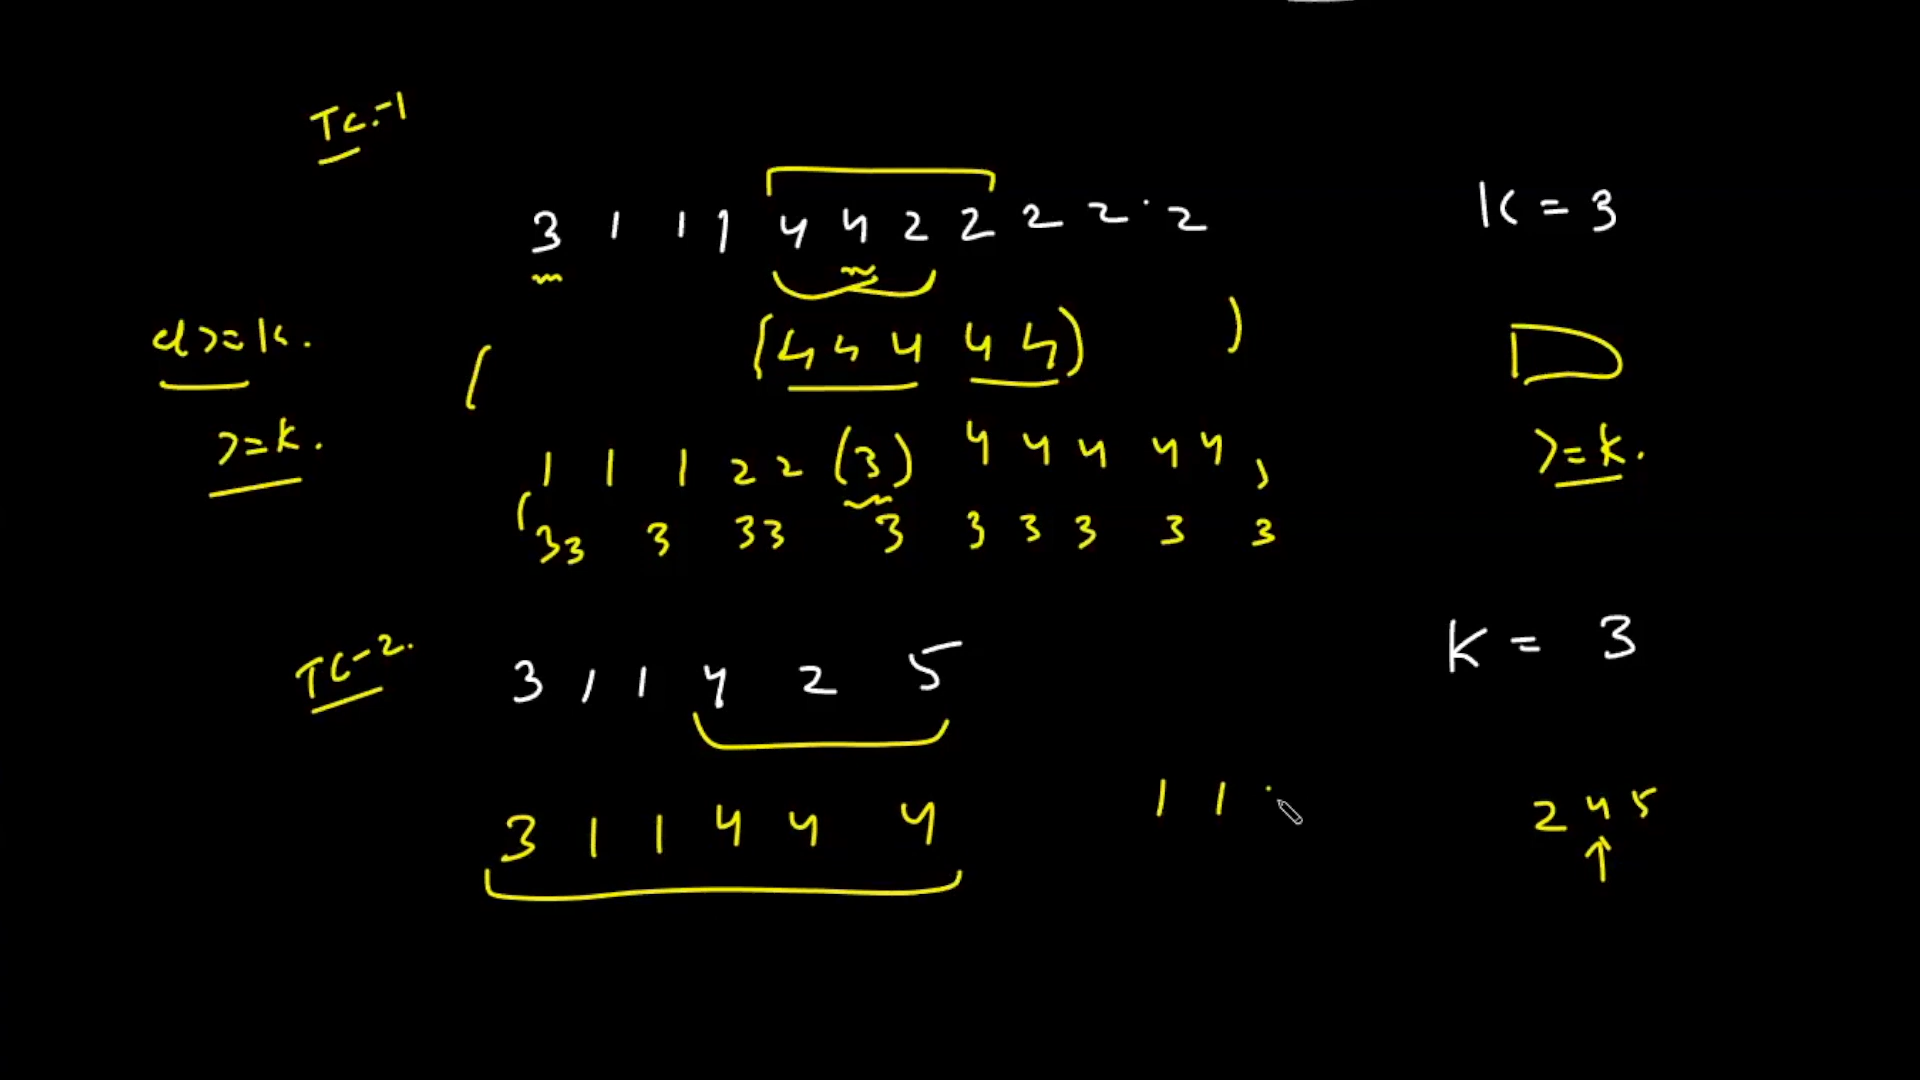 Tc.-1
3 1 1 1 4 4 2 2 2 2 2 K = 3
el >= k. ( (4 4 4 4 4) )
>= k. 1 1 1 2 2 (3) 4 4 4 4 4 ) >= k.
( 3 3 3 3 3 3 3 3 3 3 3
TC-2.
3 1 1 4 2 5 K = 3
3 1 1 4 4 4 1 1 2 4 5